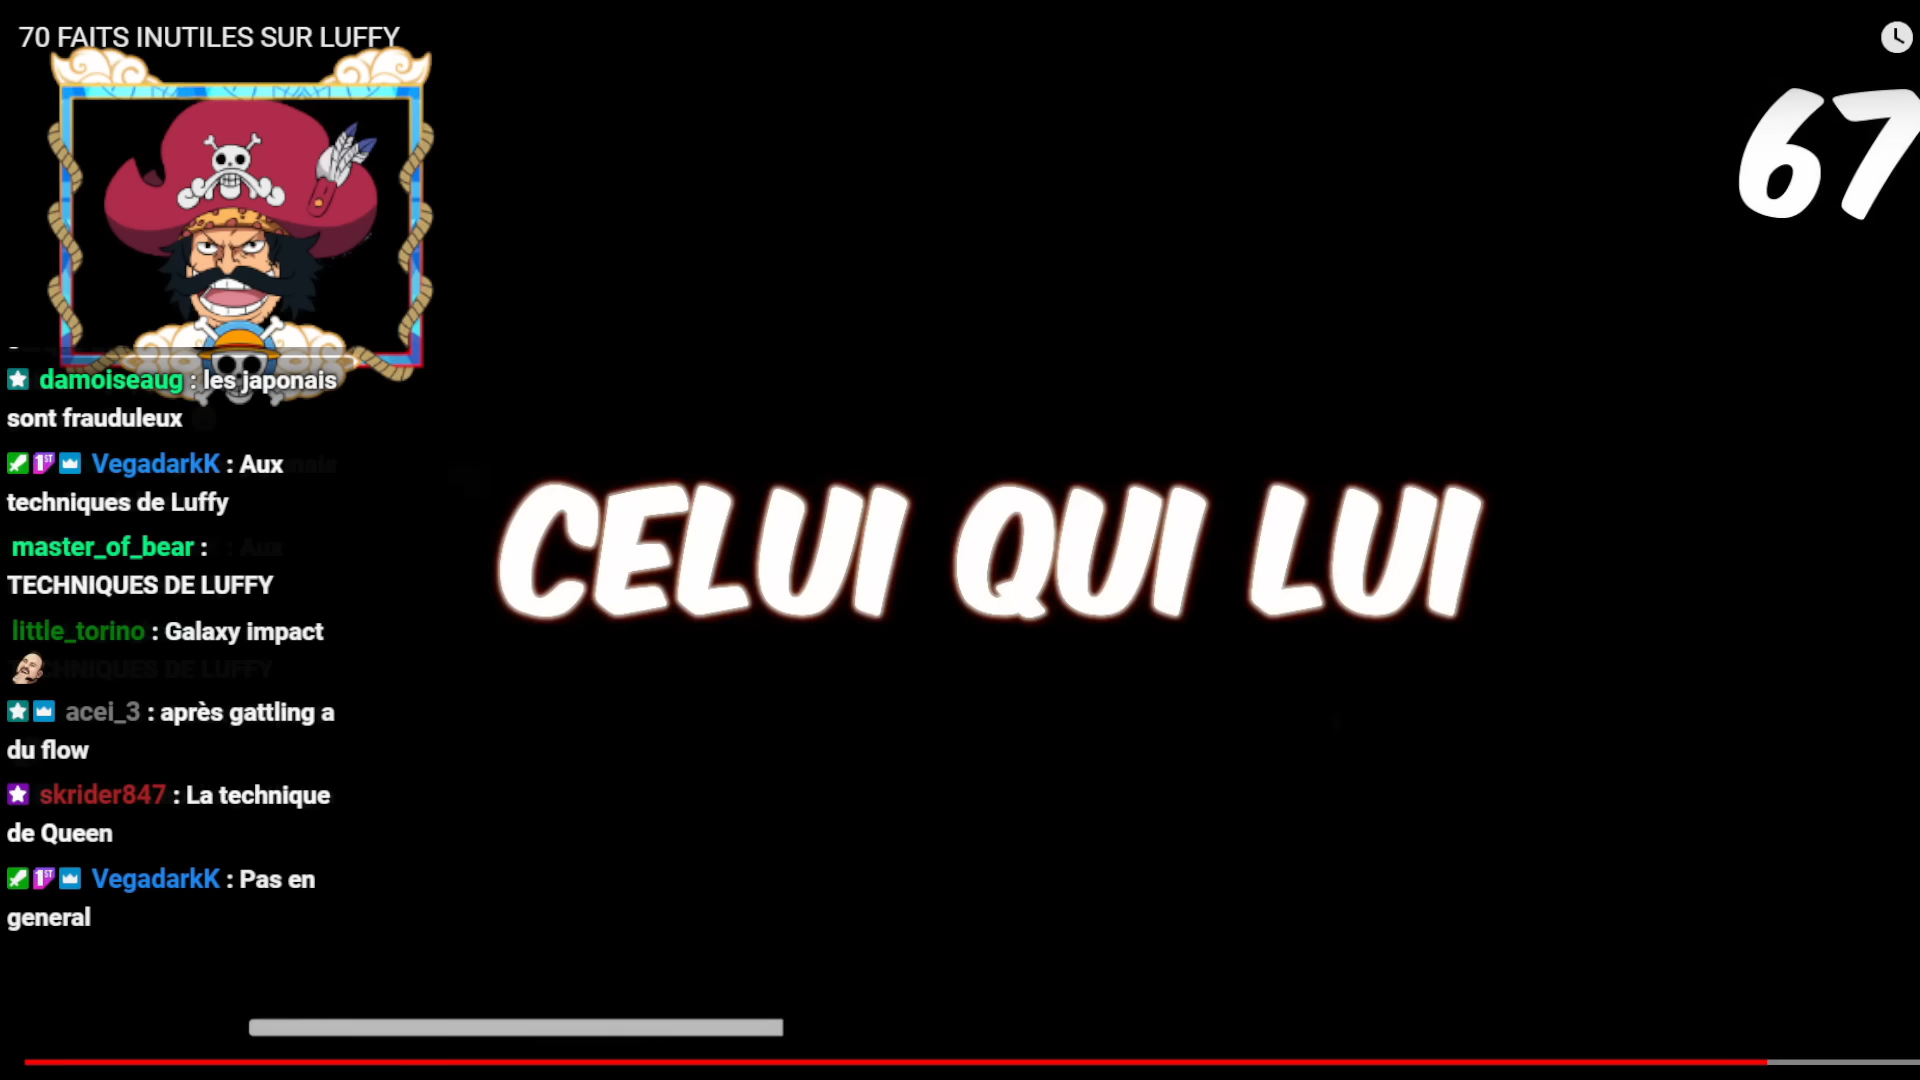 70 FAITS INUTILES SUR LUFFY
67
damoiseaug : les japonais
sont frauduleux
VegadarkK : Aux
techniques de Luffy
master_of_bear :
TECHNIQUES DE LUFFY
little_torino : Galaxy impact
acei_3 : après gattling a
du flow
skrider847 : La technique
de Queen
VegadarkK : Pas en
general
CELUI QUI LUI